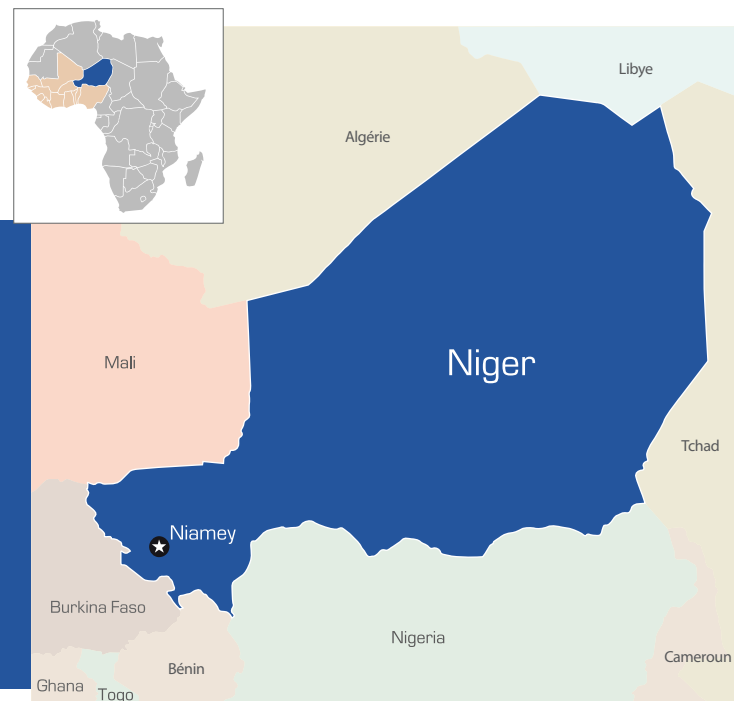 Libye
Algérie
Mali
Niger
Tchad
Niamey
Burkina Faso
Nigeria
Cameroun
Bénin
Ghana
Togo